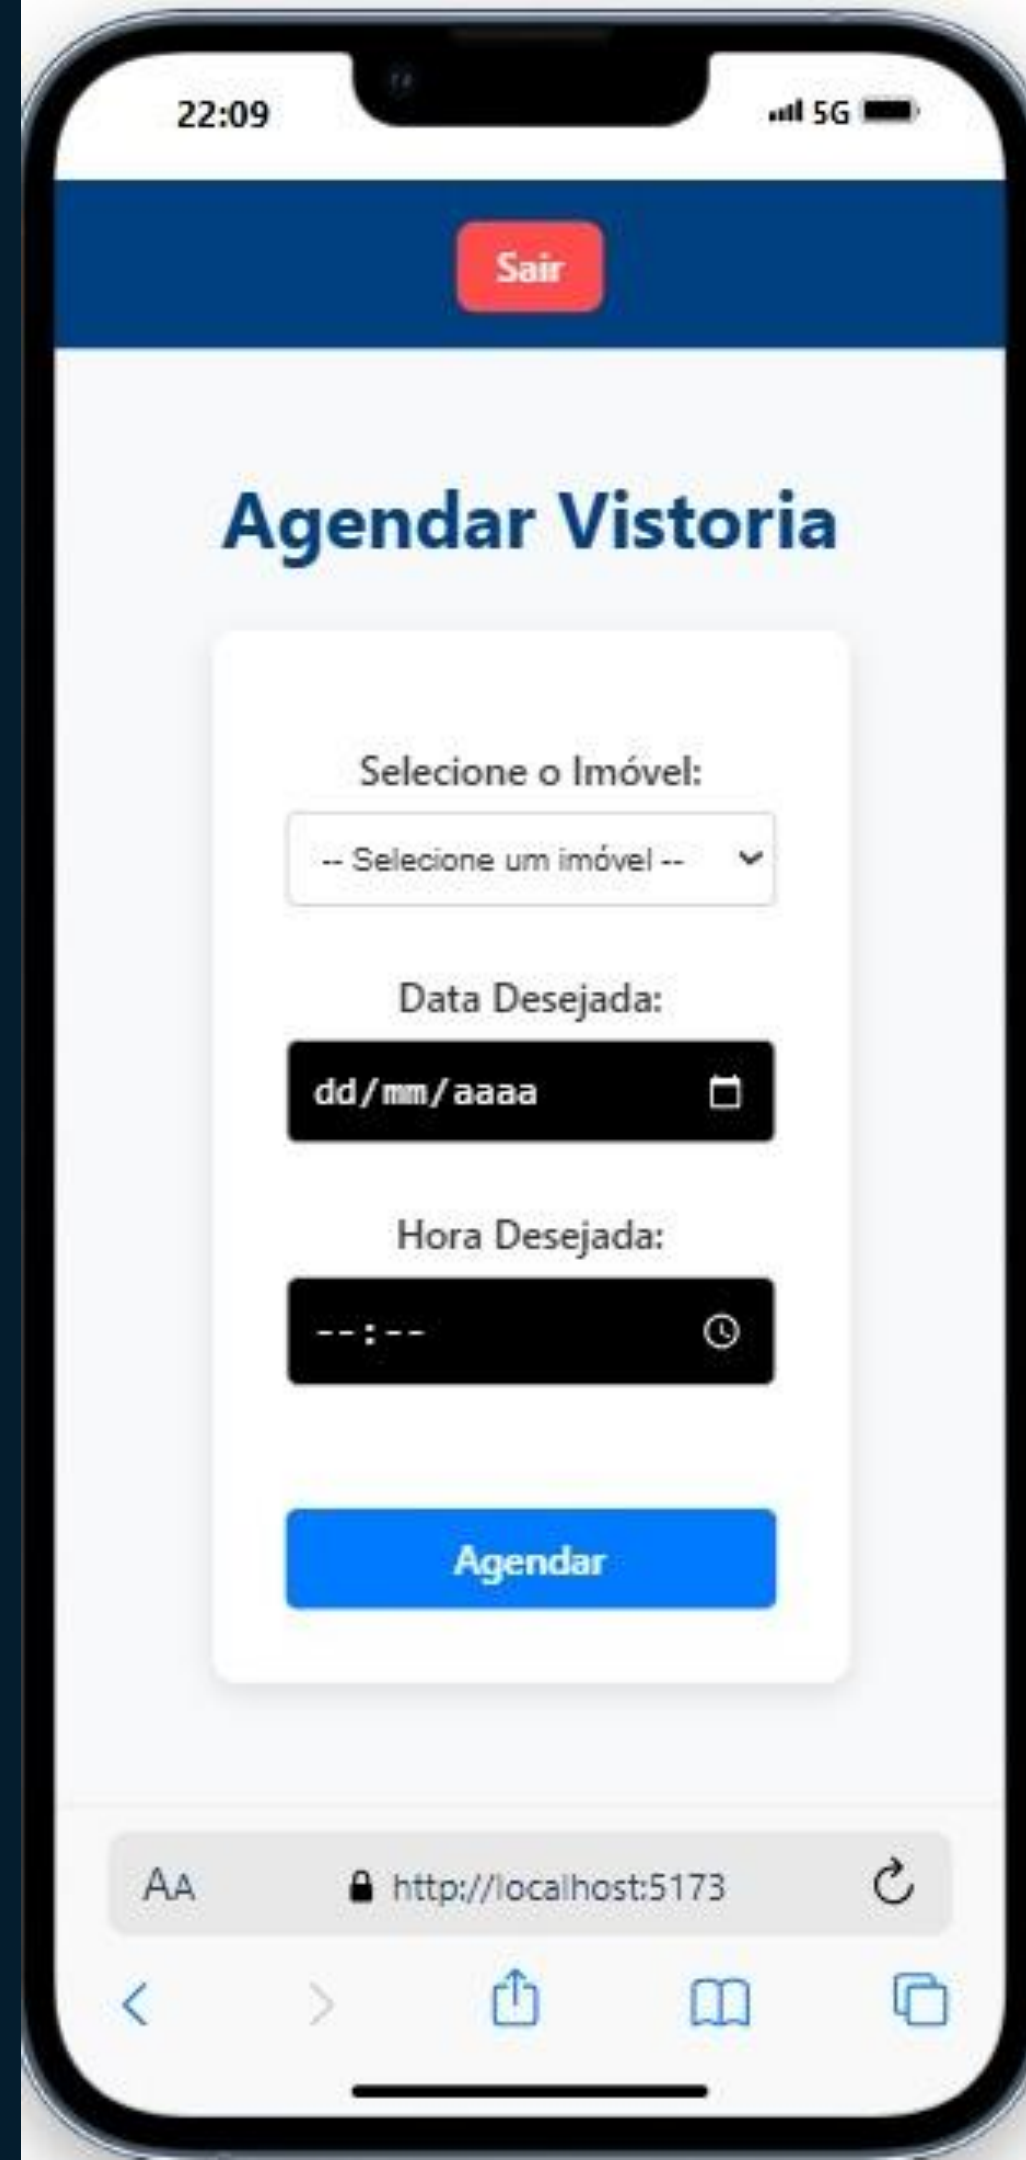 22:09
5G
Sair
Agendar Vistoria
Selecione o Imóvel:
-- Selecione um imóvel --
Data Desejada:
dd/mm/aaaa
Hora Desejada:
--:--
Agendar
AA
http://localhost:5173